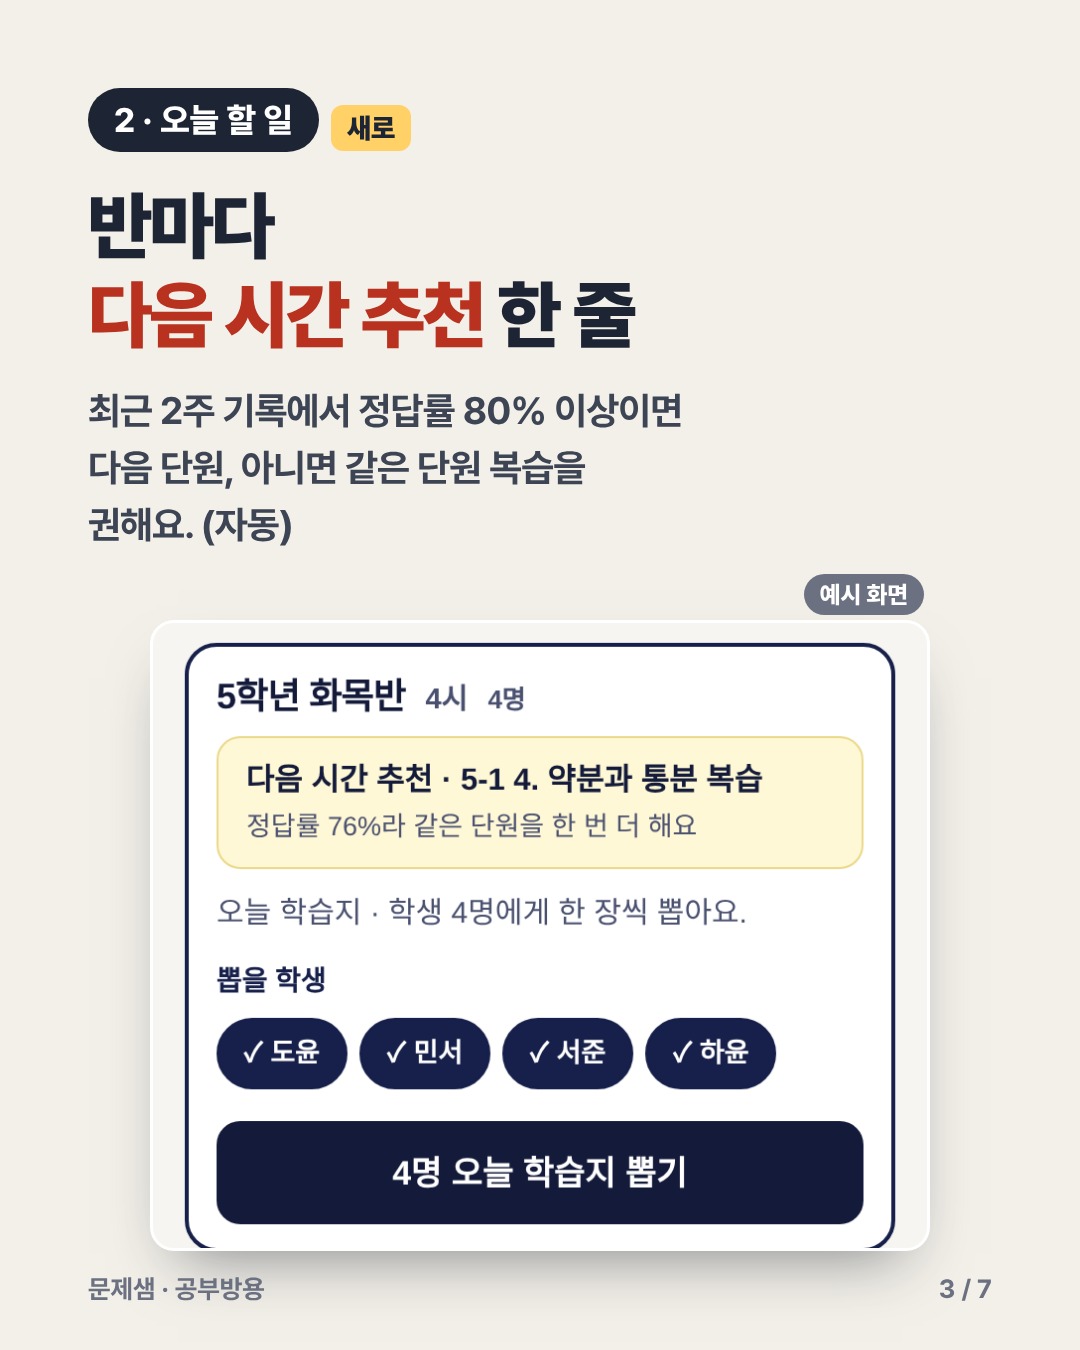 2 · 오늘 할 일
새로
반마다
다음 시간 추천 한 줄
최근 2주 기록에서 정답률 80% 이상이면
다음 단원, 아니면 같은 단원 복습을
권해요. (자동)
예시 화면
5학년 화목반 4시 4명
다음 시간 추천 · 5-1 4. 약분과 통분 복습
정답률 76%라 같은 단원을 한 번 더 해요
오늘 학습지 · 학생 4명에게 한 장씩 뽑아요.
뽑을 학생
✓ 도윤 ✓ 민서 ✓ 서준 ✓ 하윤
4명 오늘 학습지 뽑기
문제샘 · 공부방용
3 / 7